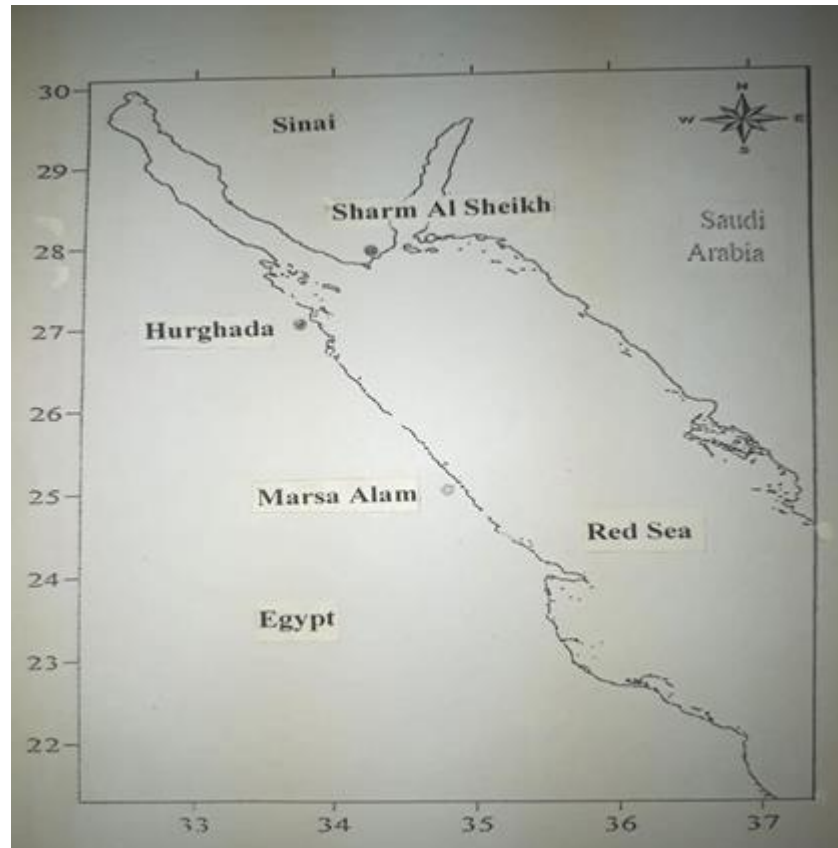 30
N
W
E
S
Sinai
29
Sharm Al Sheikh
Saudi
Arabia
28
Hurghada
27
26
Marsa Alam
25
Red Sea
24
Egypt
23
22
33
34
35
36
37